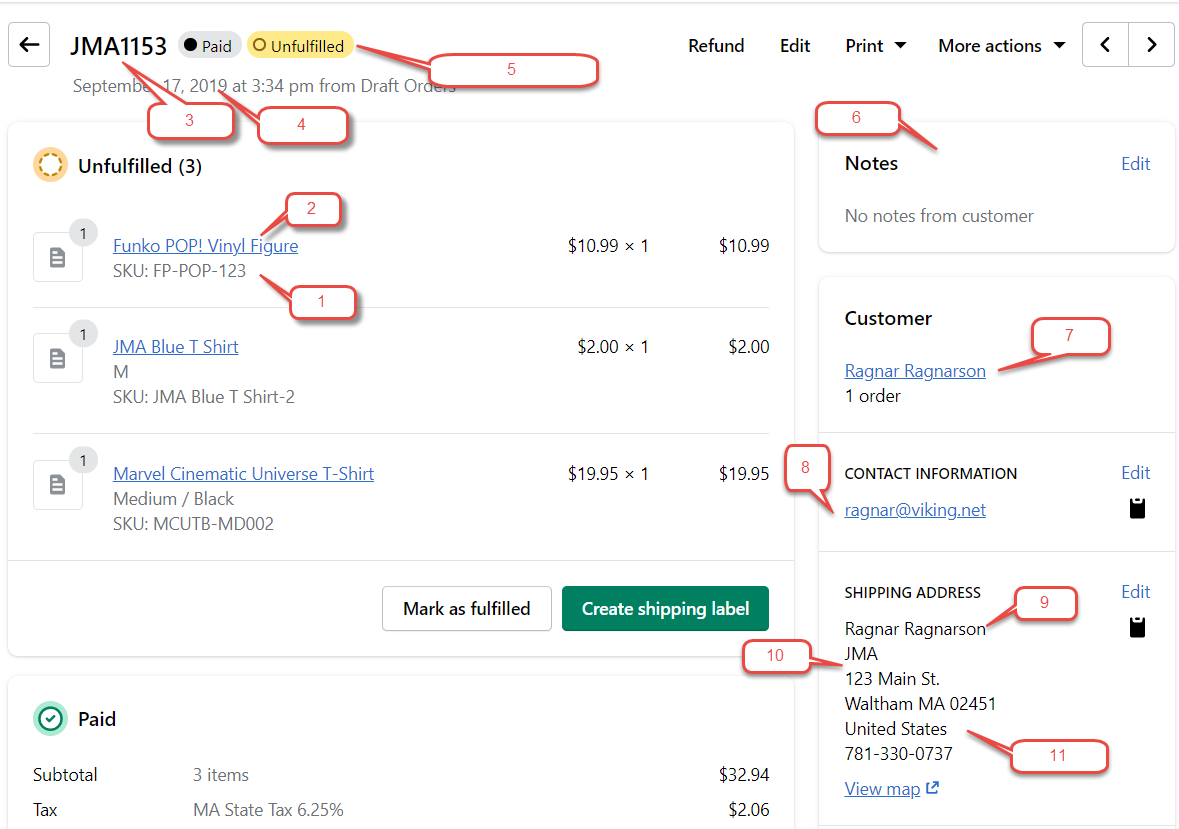 JMA1153 Paid Unfulfilled
Refund Edit Print More actions
5
September 17, 2019 at 3:34 pm from Draft Orders
3
4
6
Unfulfilled (3)
2
1
Funko POP! Vinyl Figure $10.99 × 1 $10.99
SKU: FP-POP-123
1
1
JMA Blue T Shirt $2.00 × 1 $2.00
M
SKU: JMA Blue T Shirt-2
1
Marvel Cinematic Universe T-Shirt $19.95 × 1 $19.95
Medium / Black
SKU: MCUTB-MD002
Mark as fulfilled Create shipping label
Paid
Subtotal 3 items $32.94
Tax MA State Tax 6.25% $2.06
Notes Edit
No notes from customer
Customer
7
Ragnar Ragnarson
1 order
8
CONTACT INFORMATION Edit
ragnar@viking.net
SHIPPING ADDRESS Edit
9
Ragnar Ragnarson
10
JMA
123 Main St.
Waltham MA 02451
United States
11
781-330-0737
View map